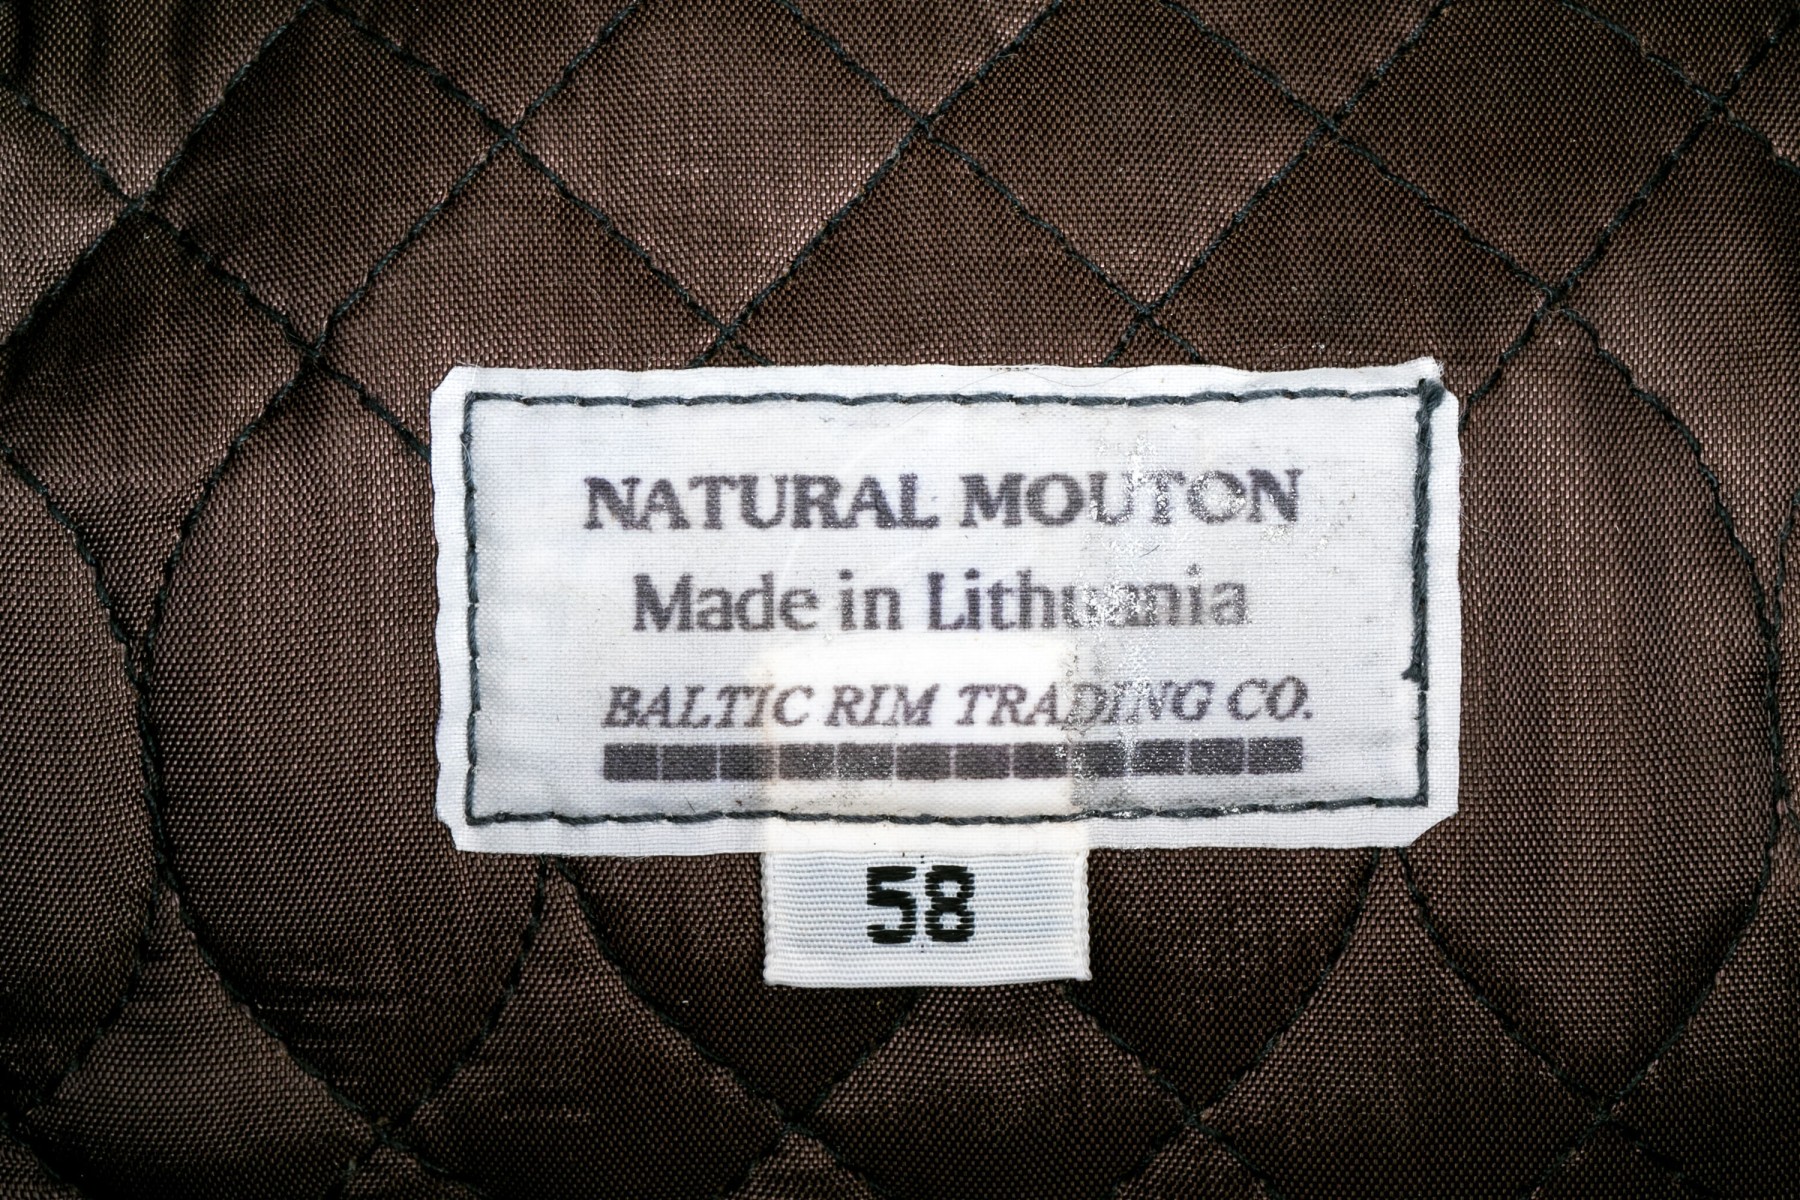 NATURAL MOUTON
Made in Lithuania
BALTIC RIM TRADING CO.
58